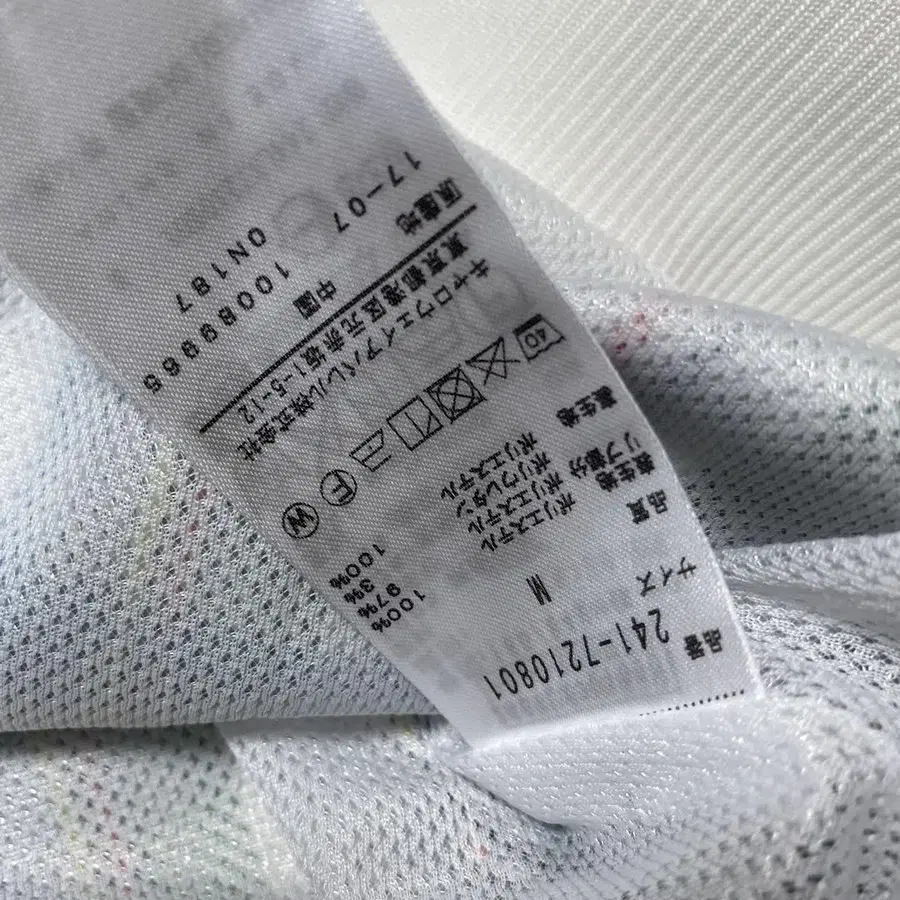 品番 241-7210801
サイズ M
品質
表生地 ポリエステル 100%
リブ部分 ポリエステル 97%
ポリウレタン 3%
裏生地 ポリエステル 100%
40 F W
キャロウェイアパレル株式会社
東京都港区元赤坂1-5-12
原産地 中国
17-07 10089965
0N187